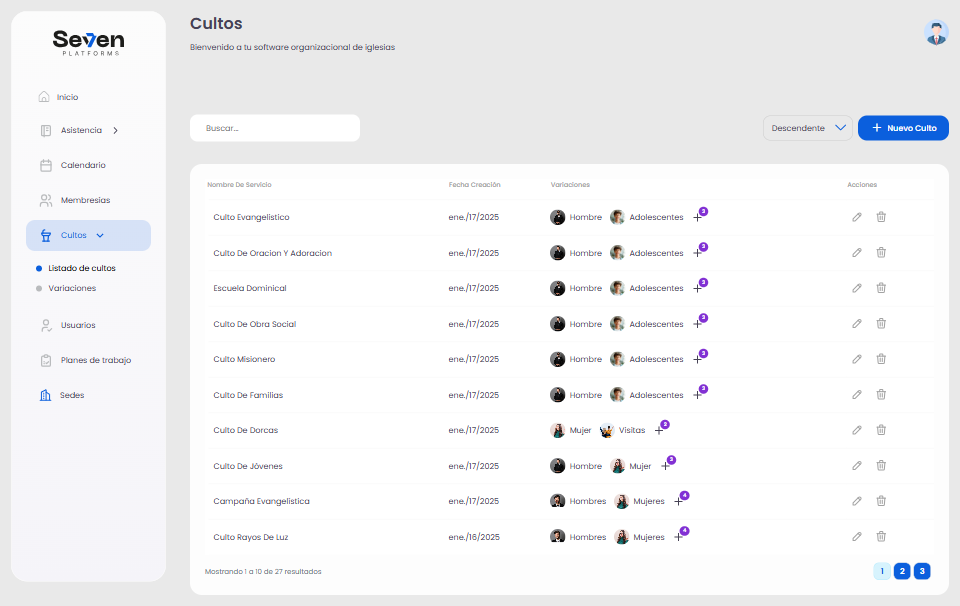 Se7en
PLATFORMS
Inicio
Asistencia
Calendario
Membresías
Cultos
Listado de cultos
Variaciones
Usuarios
Planes de trabajo
Sedes
Cultos
Bienvenido a tu software organizacional de iglesias
Buscar...
Descendente
+ Nuevo Culto
Nombre De Servicio Fecha Creación Variaciones Acciones
Culto Evangelístico ene./17/2025 Hombre Adolescentes + 3
Culto De Oracion Y Adoracion ene./17/2025 Hombre Adolescentes + 3
Escuela Dominical ene./17/2025 Hombre Adolescentes + 3
Culto De Obra Social ene./17/2025 Hombre Adolescentes + 3
Culto Misionero ene./17/2025 Hombre Adolescentes + 3
Culto De Familias ene./17/2025 Hombre Adolescentes + 3
Culto De Dorcas ene./17/2025 Mujer Visitas +
Culto De Jóvenes ene./17/2025 Hombre Mujer + 3
Campaña Evangelística ene./17/2025 Hombres Mujeres + 4
Culto Rayos De Luz ene./16/2025 Hombres Mujeres + 4
Mostrando 1 a 10 de 27 resultados
1 2 3